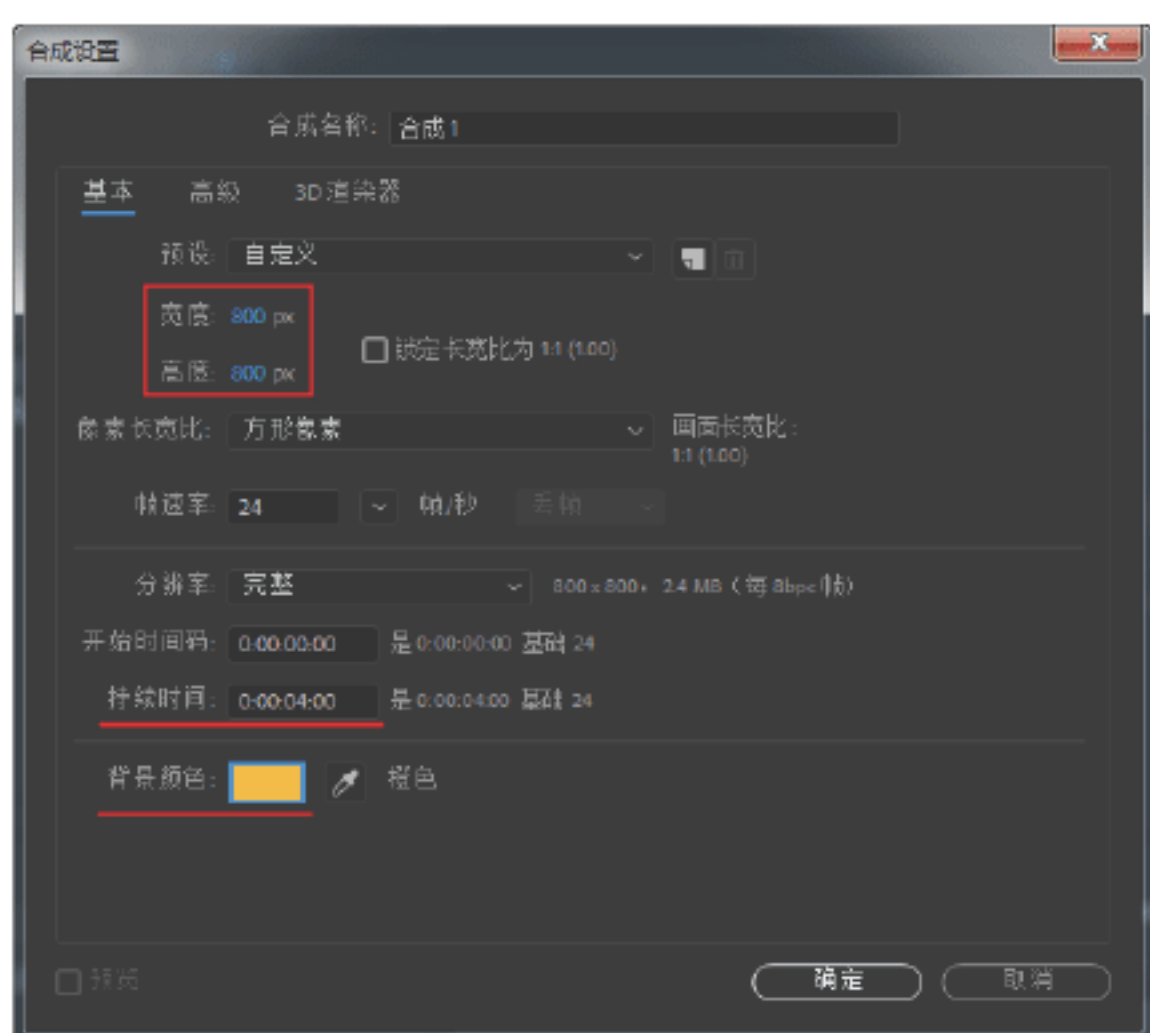 合成设置
合成名称: 合成 1
基本 高级 3D 渲染器
预设: 自定义
宽度: 800 px
锁定长宽比为 1:1 (1.00)
高度: 800 px
像素长宽比: 方形像素 画面长宽比:
1:1 (1.00)
帧速率: 24 帧/秒 丢帧
分辨率: 完整 800 x 800, 2.4 MB (每 8bpc 帧)
开始时间码: 0:00:00:00 是 0:00:00:00 基础 24
持续时间: 0:00:04:00 是 0:00:04:00 基础 24
背景颜色: 橙色
预览 确定 取消